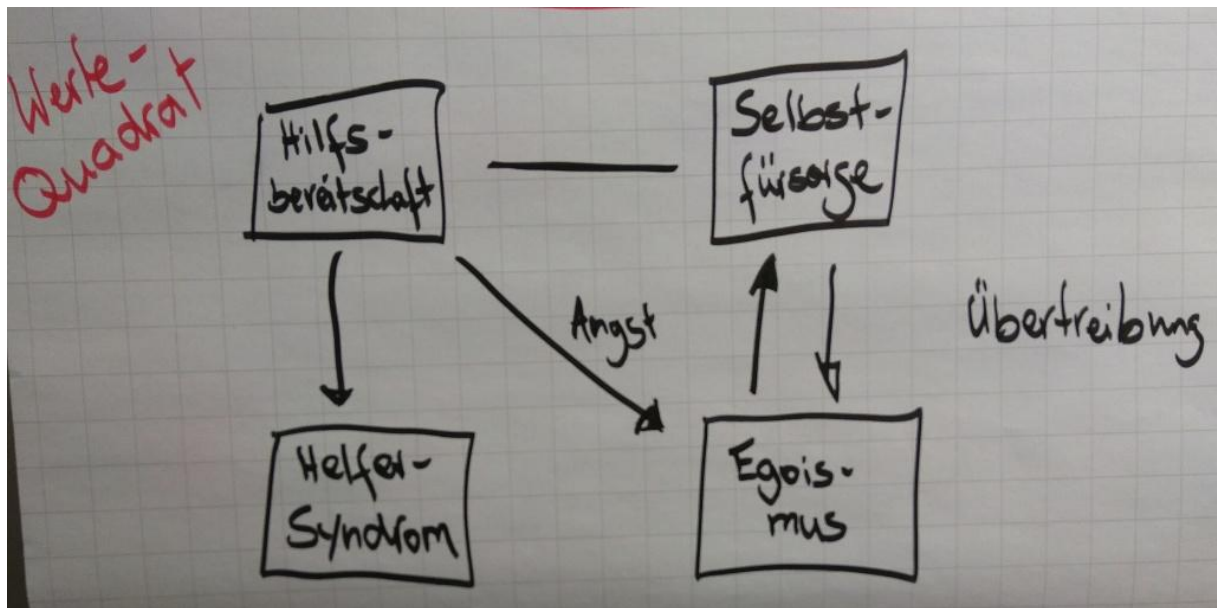 Werte-
Quadrat
Hilfs-
bereitschaft
Selbst-
fürsorge
Angst
Übertreibung
Helfer-
Syndrom
Egois-
mus